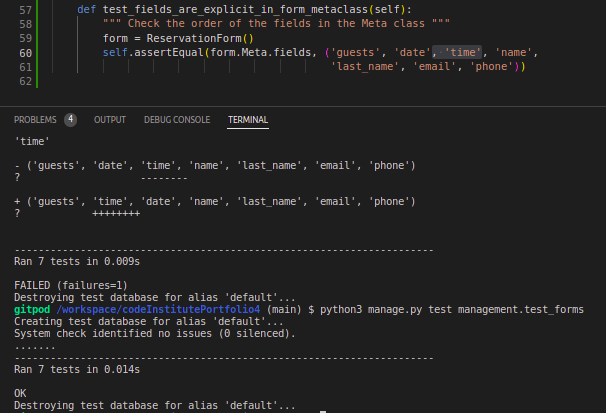 57 def test_fields_are_explicit_in_form_metaclass(self):
58 """ Check the order of the fields in the Meta class """
59 form = ReservationForm()
60 self.assertEqual(form.Meta.fields, ('guests', 'date', 'time', 'name',
61 'last_name', 'email', 'phone'))
62
PROBLEMS 4 OUTPUT DEBUG CONSOLE TERMINAL
'time'
- ('guests', 'date', 'time', 'name', 'last_name', 'email', 'phone')
? --------
+ ('guests', 'time', 'date', 'name', 'last_name', 'email', 'phone')
? ++++++++
----------------------------------------------------------------------
Ran 7 tests in 0.009s
FAILED (failures=1)
Destroying test database for alias 'default'...
gitpod /workspace/codeInstitutePortfolio4 (main) $ python3 manage.py test management.test_forms
Creating test database for alias 'default'...
System check identified no issues (0 silenced).
.......
----------------------------------------------------------------------
Ran 7 tests in 0.014s
OK
Destroying test database for alias 'default'...